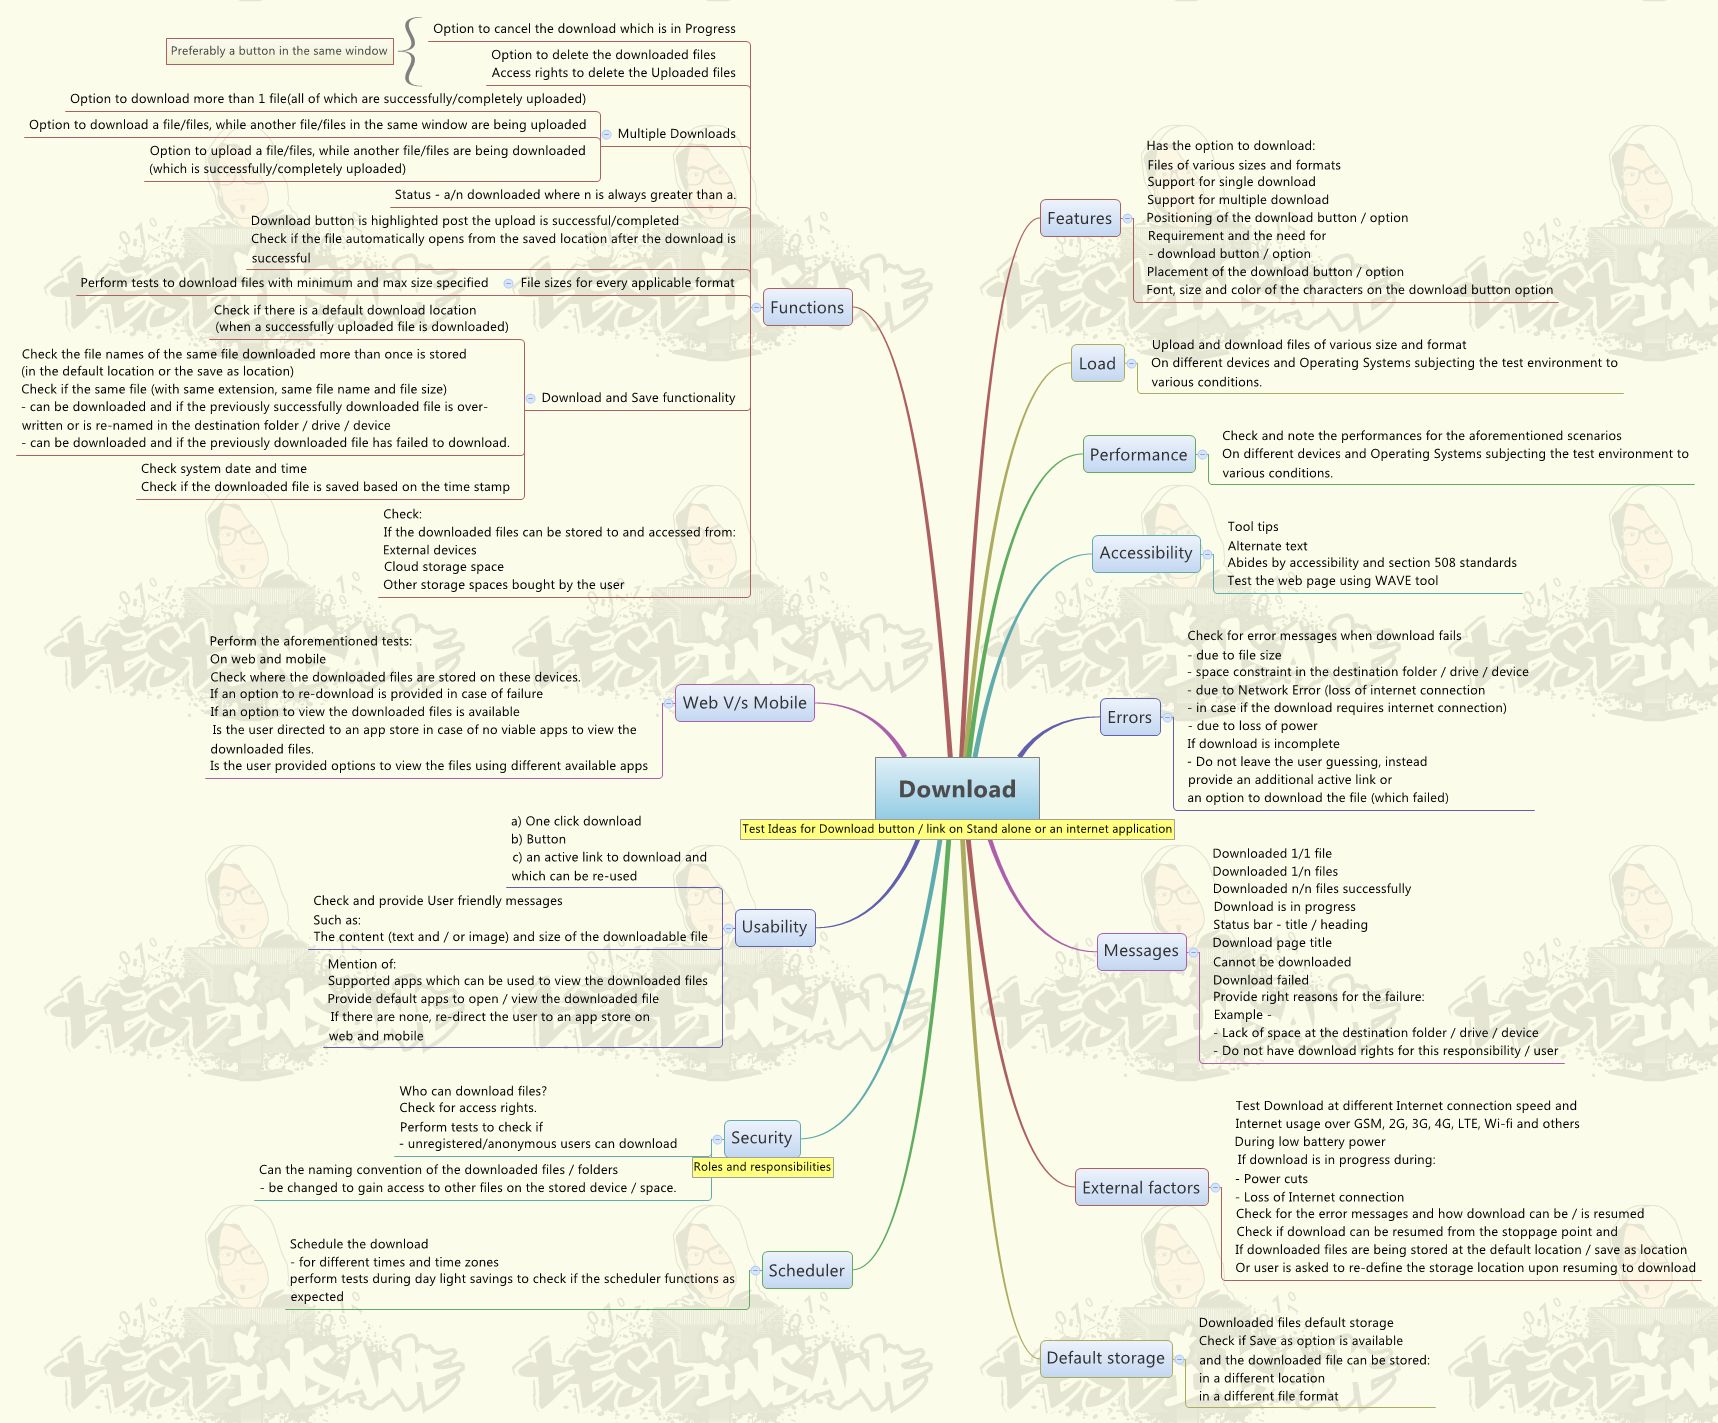 Download
Test Ideas for Download button / link on Stand alone or an internet application
Features
Has the option to download:
Files of various sizes and formats
Support for single download
Support for multiple download
Positioning of the download button / option
Requirement and the need for
- download button / option
Placement of the download button / option
Font, size and color of the characters on the download button option
Load
Upload and download files of various size and format
On different devices and Operating Systems subjecting the test environment to
various conditions.
Performance
Check and note the performances for the aforementioned scenarios
On different devices and Operating Systems subjecting the test environment to
various conditions.
Accessibility
Tool tips
Alternate text
Abides by accessibility and section 508 standards
Test the web page using WAVE tool
Errors
Check for error messages when download fails
- due to file size
- space constraint in the destination folder / drive / device
- due to Network Error (loss of internet connection
- in case if the download requires internet connection)
- due to loss of power
If download is incomplete
- Do not leave the user guessing, instead
provide an additional active link or
an option to download the file (which failed)
Messages
Downloaded 1/1 file
Downloaded 1/n files
Downloaded n/n files successfully
Download is in progress
Status bar - title / heading
Download page title
Cannot be downloaded
Download failed
Provide right reasons for the failure:
Example -
- Lack of space at the destination folder / drive / device
- Do not have download rights for this responsibility / user
External factors
Test Download at different Internet connection speed and
Internet usage over GSM, 2G, 3G, 4G, LTE, Wi-fi and others
During low battery power
If download is in progress during:
- Power cuts
- Loss of Internet connection
Check for the error messages and how download can be / is resumed
Check if download can be resumed from the stoppage point and
If downloaded files are being stored at the default location / save as location
Or user is asked to re-define the storage location upon resuming to download
Default storage
Downloaded files default storage
Check if Save as option is available
and the downloaded file can be stored:
in a different location
in a different file format
Functions
Option to cancel the download which is in Progress
Preferably a button in the same window
Option to delete the downloaded files
Access rights to delete the Uploaded files
Multiple Downloads
Option to download more than 1 file(all of which are successfully/completely uploaded)
Option to download a file/files, while another file/files in the same window are being uploaded
Option to upload a file/files, while another file/files are being downloaded
(which is successfully/completely uploaded)
Status - a/n downloaded where n is always greater than a.
Download button is highlighted post the upload is successful/completed
Check if the file automatically opens from the saved location after the download is
successful
File sizes for every applicable format
Perform tests to download files with minimum and max size specified
Download and Save functionality
Check if there is a default download location
(when a successfully uploaded file is downloaded)
Check the file names of the same file downloaded more than once is stored
(in the default location or the save as location)
Check if the same file (with same extension, same file name and file size)
- can be downloaded and if the previously successfully downloaded file is over-
written or is re-named in the destination folder / drive / device
- can be downloaded and if the previously downloaded file has failed to download.
Check system date and time
Check if the downloaded file is saved based on the time stamp
Check:
If the downloaded files can be stored to and accessed from:
External devices
Cloud storage space
Other storage spaces bought by the user
Web V/s Mobile
Perform the aforementioned tests:
On web and mobile
Check where the downloaded files are stored on these devices.
If an option to re-download is provided in case of failure
If an option to view the downloaded files is available
Is the user directed to an app store in case of no viable apps to view the
downloaded files.
Is the user provided options to view the files using different available apps
Usability
a) One click download
b) Button
c) an active link to download and
which can be re-used
Check and provide User friendly messages
Such as:
The content (text and / or image) and size of the downloadable file
Mention of:
Supported apps which can be used to view the downloaded files
Provide default apps to open / view the downloaded file
If there are none, re-direct the user to an app store on
web and mobile
Security
Roles and responsibilities
Who can download files?
Check for access rights.
Perform tests to check if
- unregistered/anonymous users can download
Can the naming convention of the downloaded files / folders
- be changed to gain access to other files on the stored device / space.
Scheduler
Schedule the download
- for different times and time zones
perform tests during day light savings to check if the scheduler functions as
expected
TEST INSANE